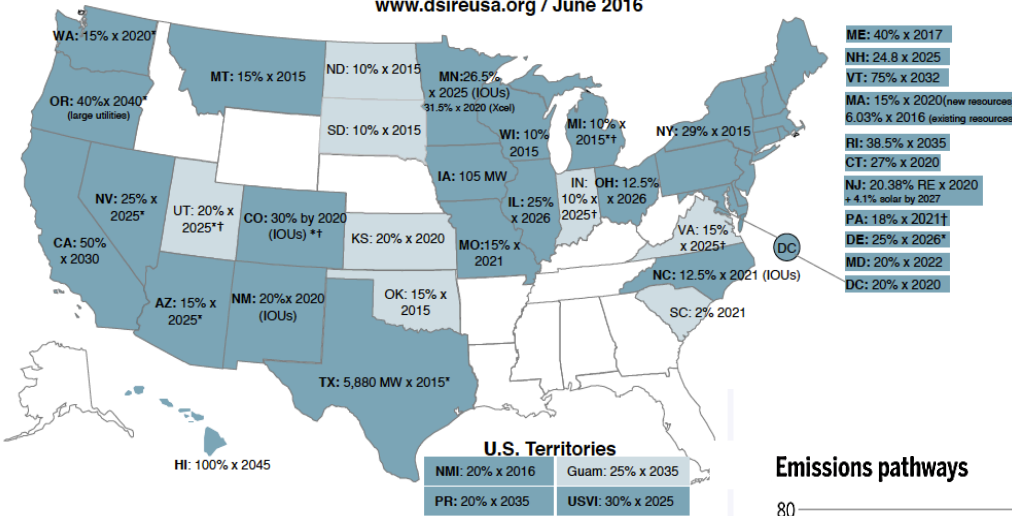 www.dsireusa.org / June 2016
WA: 15% x 2020*
MT: 15% x 2015
ND: 10% x 2015
MN:26.5%
x 2025 (IOUs)
31.5% x 2020 (Xcel)
OR: 40%x 2040*
(large utilities)
SD: 10% x 2015
WI: 10%
2015
MI: 10% x
2015*†
NY: 29% x 2015
IA: 105 MW
NV: 25% x
2025*
UT: 20% x
2025*†
CO: 30% by 2020
(IOUs) *†
KS: 20% x 2020
IL: 25%
x 2026
IN:
10% x
2025†
OH: 12.5%
x 2026
CA: 50%
x 2030
MO:15% x
2021
VA: 15%
x 2025†
DC
NC: 12.5% x 2021 (IOUs)
AZ: 15% x
2025*
NM: 20%x 2020
(IOUs)
OK: 15% x
2015
SC: 2% 2021
TX: 5,880 MW x 2015*
HI: 100% x 2045
ME: 40% x 2017
NH: 24.8 x 2025
VT: 75% x 2032
MA: 15% x 2020(new resources
6.03% x 2016 (existing resources
RI: 38.5% x 2035
CT: 27% x 2020
NJ: 20.38% RE x 2020
+ 4.1% solar by 2027
PA: 18% x 2021†
DE: 25% x 2026*
MD: 20% x 2022
DC: 20% x 2020
U.S. Territories
NMI: 20% x 2016
Guam: 25% x 2035
PR: 20% x 2035
USVI: 30% x 2025
Emissions pathways
80